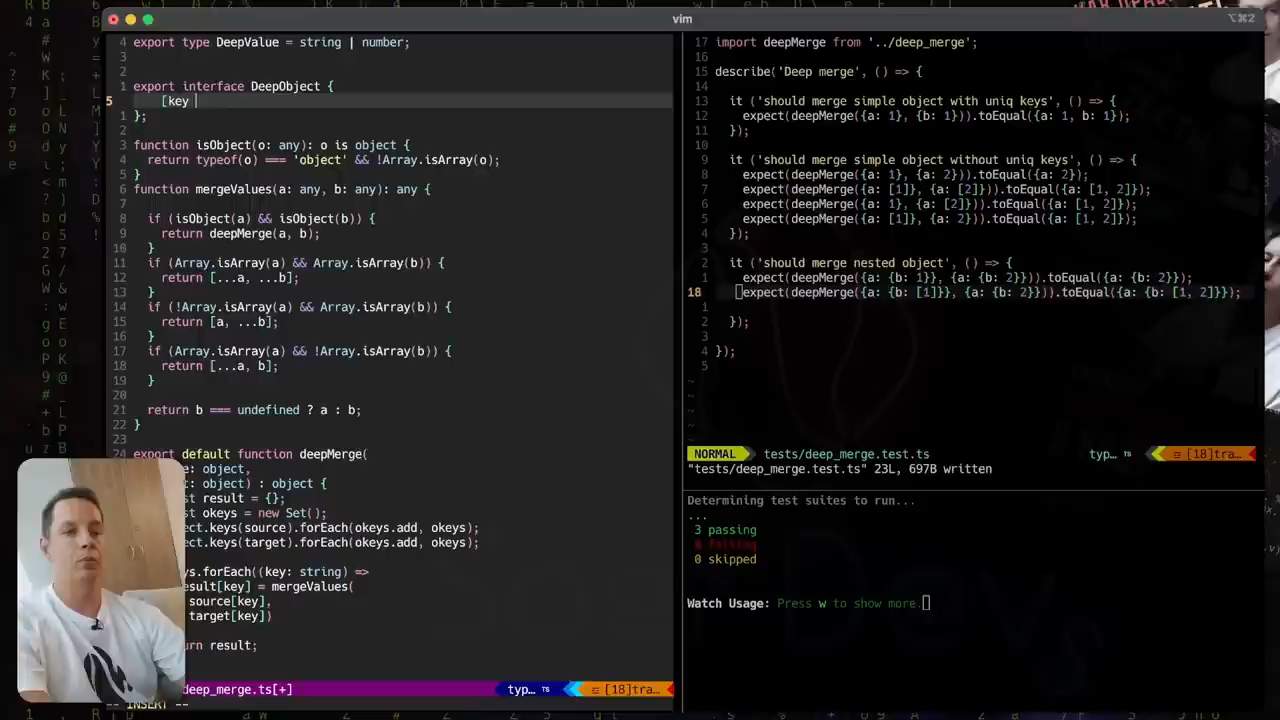 vim
⌥⌘2
4 export type DeepValue = string | number;
3
2
1 export interface DeepObject {
5 [key
1 };
2
3 function isObject(o: any): o is object {
4 return typeof(o) === 'object' && !Array.isArray(o);
5 }
6 function mergeValues(a: any, b: any): any {
7
8 if (isObject(a) && isObject(b)) {
9 return deepMerge(a, b);
10 }
11 if (Array.isArray(a) && Array.isArray(b)) {
12 return [...a, ...b];
13 }
14 if (!Array.isArray(a) && Array.isArray(b)) {
15 return [a, ...b];
16 }
17 if (Array.isArray(a) && !Array.isArray(b)) {
18 return [...a, b];
19 }
20
21 return b === undefined ? a : b;
22 }
23
24 export default function deepMerge(
e: object,
: object) : object {
st result = {};
st okeys = new Set();
ect.keys(source).forEach(okeys.add, okeys);
ect.keys(target).forEach(okeys.add, okeys);
ys.forEach((key: string) =>
esult[key] = mergeValues(
source[key],
target[key])
urn result;
deep_merge.ts[+]
typ… TS
[18]tra…
-- INSERT --
17 import deepMerge from '../deep_merge';
16
15 describe('Deep merge', () => {
14
13 it ('should merge simple object with uniq keys', () => {
12 expect(deepMerge({a: 1}, {b: 1})).toEqual({a: 1, b: 1});
11 });
10
9 it ('should merge simple object without uniq keys', () => {
8 expect(deepMerge({a: 1}, {a: 2})).toEqual({a: 2});
7 expect(deepMerge({a: [1]}, {a: [2]})).toEqual({a: [1, 2]});
6 expect(deepMerge({a: 1}, {a: [2]})).toEqual({a: [1, 2]});
5 expect(deepMerge({a: [1]}, {a: 2})).toEqual({a: [1, 2]});
4 });
3
2 it ('should merge nested object', () => {
1 expect(deepMerge({a: {b: 1}}, {a: {b: 2}})).toEqual({a: {b: 2}});
18 expect(deepMerge({a: {b: [1]}}, {a: {b: 2}})).toEqual({a: {b: [1, 2]}});
1
2 });
3
4 });
5
~
~
~
~
~
NORMAL tests/deep_merge.test.ts typ… TS [18]tra…
"tests/deep_merge.test.ts" 23L, 697B written
Determining test suites to run...
...
3 passing
0 skipped
Watch Usage: Press w to show more.